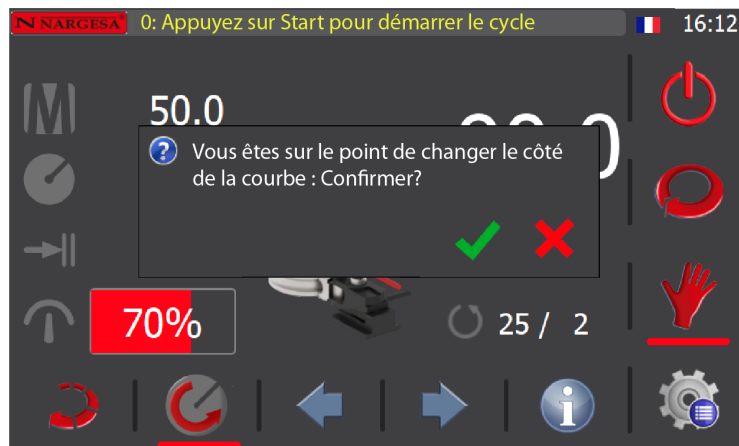 NARGESA
0: Appuyez sur Start pour démarrer le cycle
16:12
50.0
Vous êtes sur le point de changer le côté
de la courbe : Confirmer?
70%
25 / 2